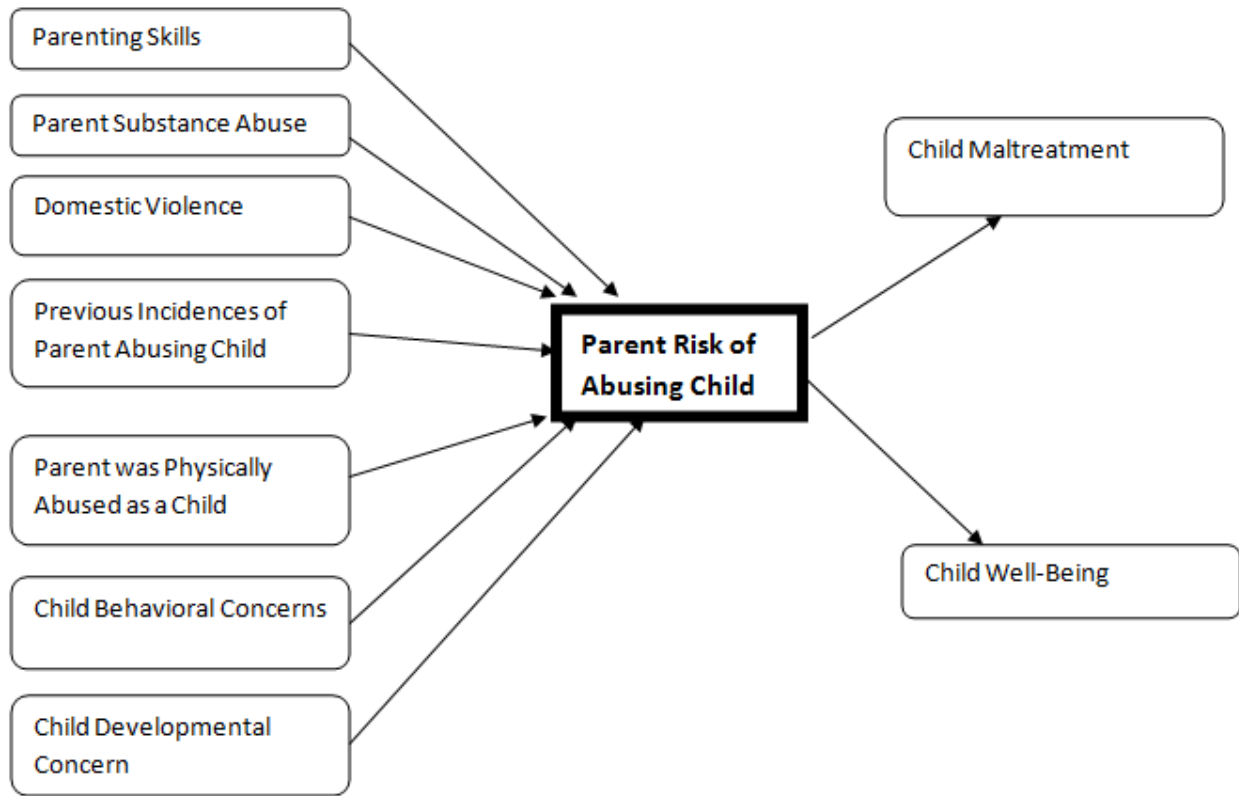 Parenting Skills
Parent Substance Abuse
Domestic Violence
Previous Incidences of
Parent Abusing Child
Parent was Physically
Abused as a Child
Child Behavioral Concerns
Child Developmental
Concern
Parent Risk of
Abusing Child
Child Maltreatment
Child Well-Being